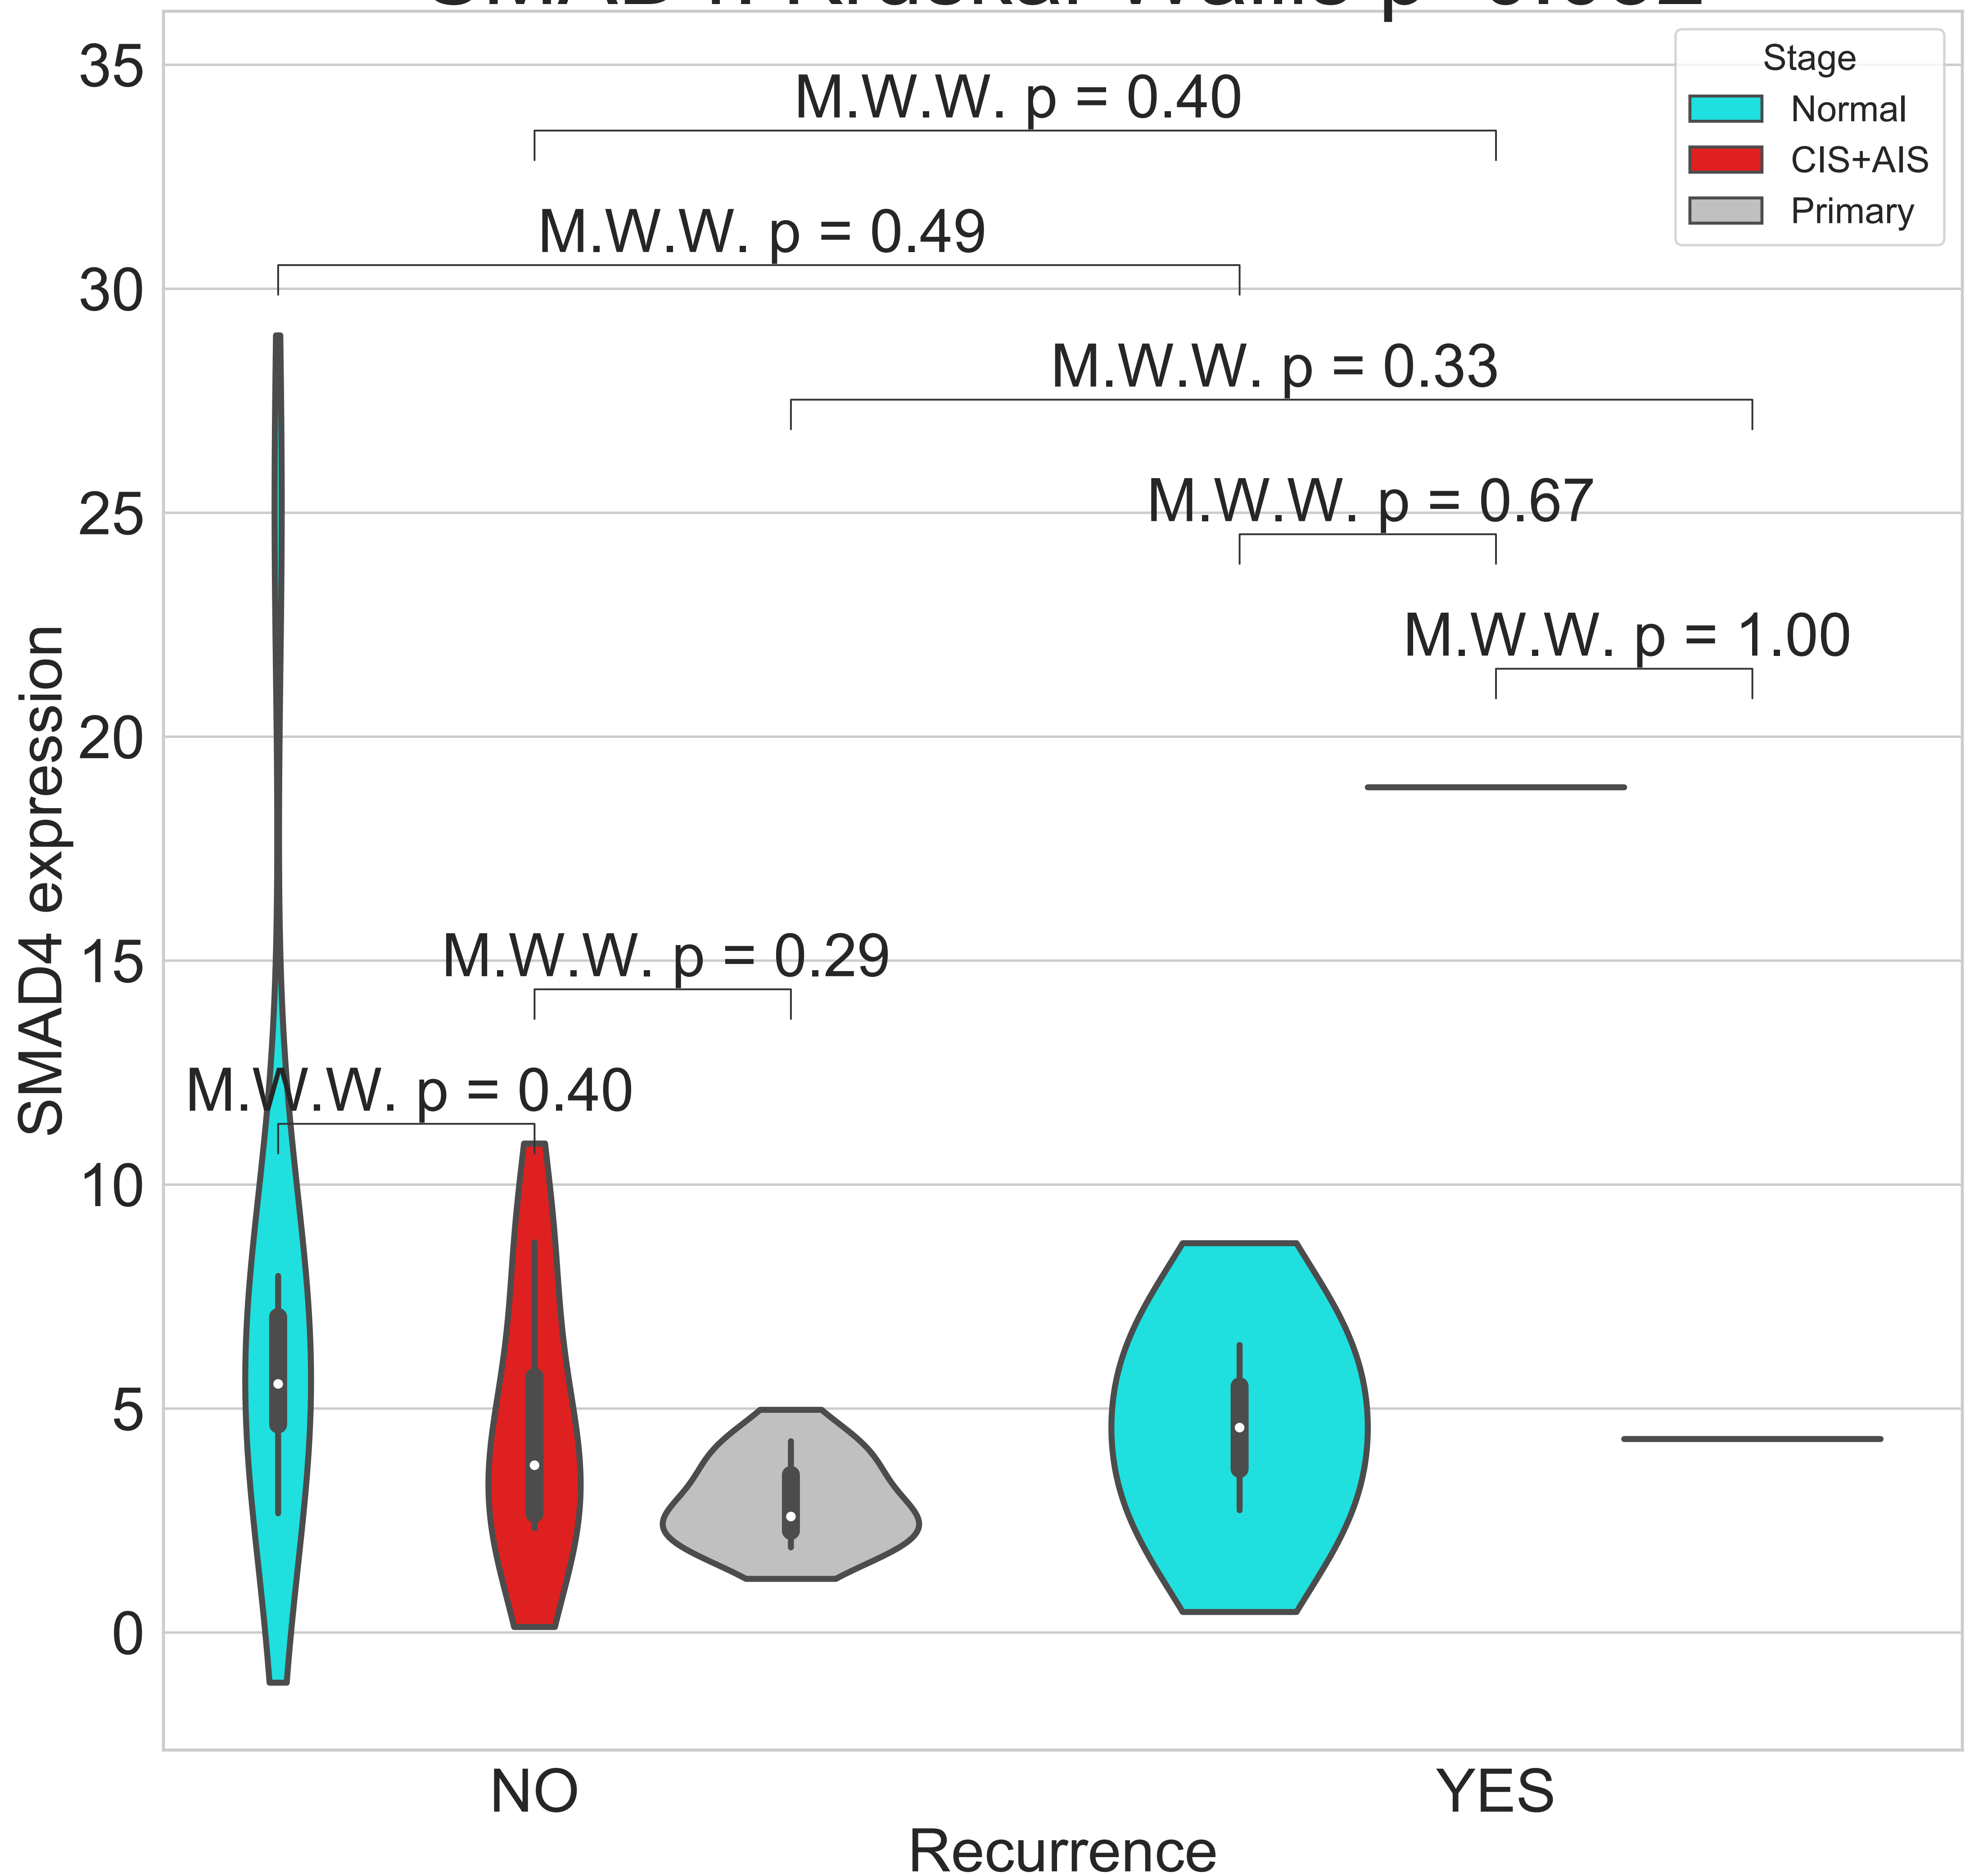 35
M.W.W. p = 0.40
M.W.W. p = 0.49
30
M.W.W. p = 0.33
25
M.W.W. p = 0.67
M.W.W. p = 1.00
20
15
M.W.W. p = 0.29
M.W.W. p = 0.40
10
5
0
SMAD4 expression
NO
YES
Recurrence
Stage
Normal
CIS+AIS
Primary